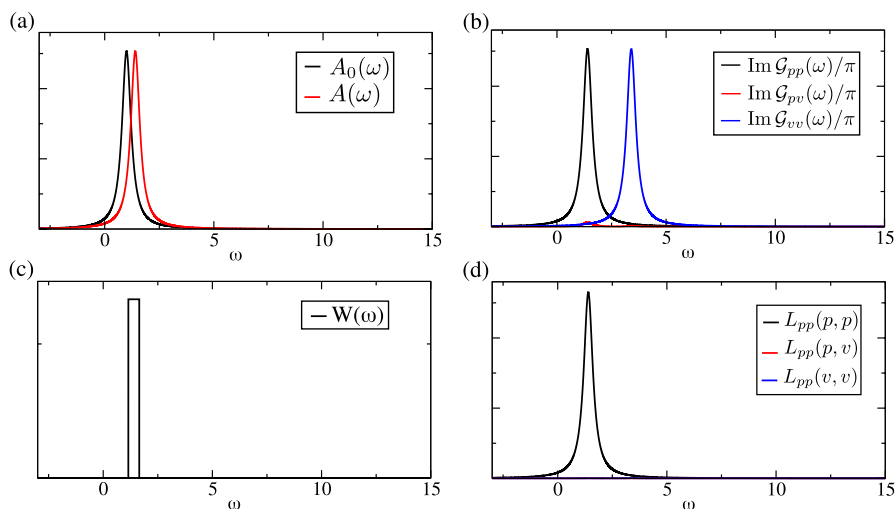 (a)
A₀(ω)
A(ω)
0 5 10 15
ω
(b)
Im 𝒢ₚₚ(ω)/π
Im 𝒢ₚᵥ(ω)/π
Im 𝒢ᵥᵥ(ω)/π
0 5 10 15
ω
(c)
W(ω)
0 5 10 15
ω
(d)
Lₚₚ(p, p)
Lₚₚ(p, v)
Lₚₚ(v, v)
0 5 10 15
ω